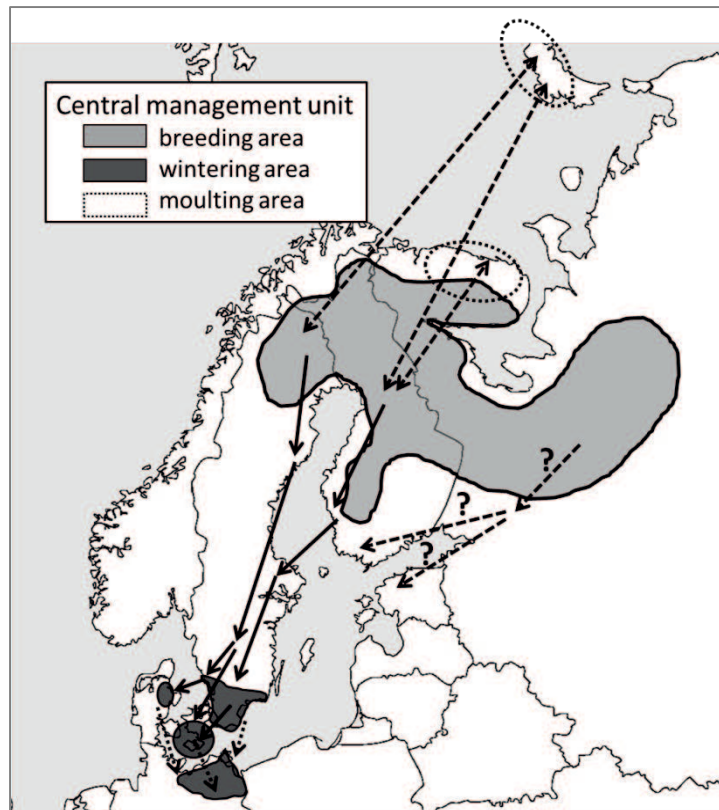 Central management unit
breeding area
wintering area
moulting area
?
?
?